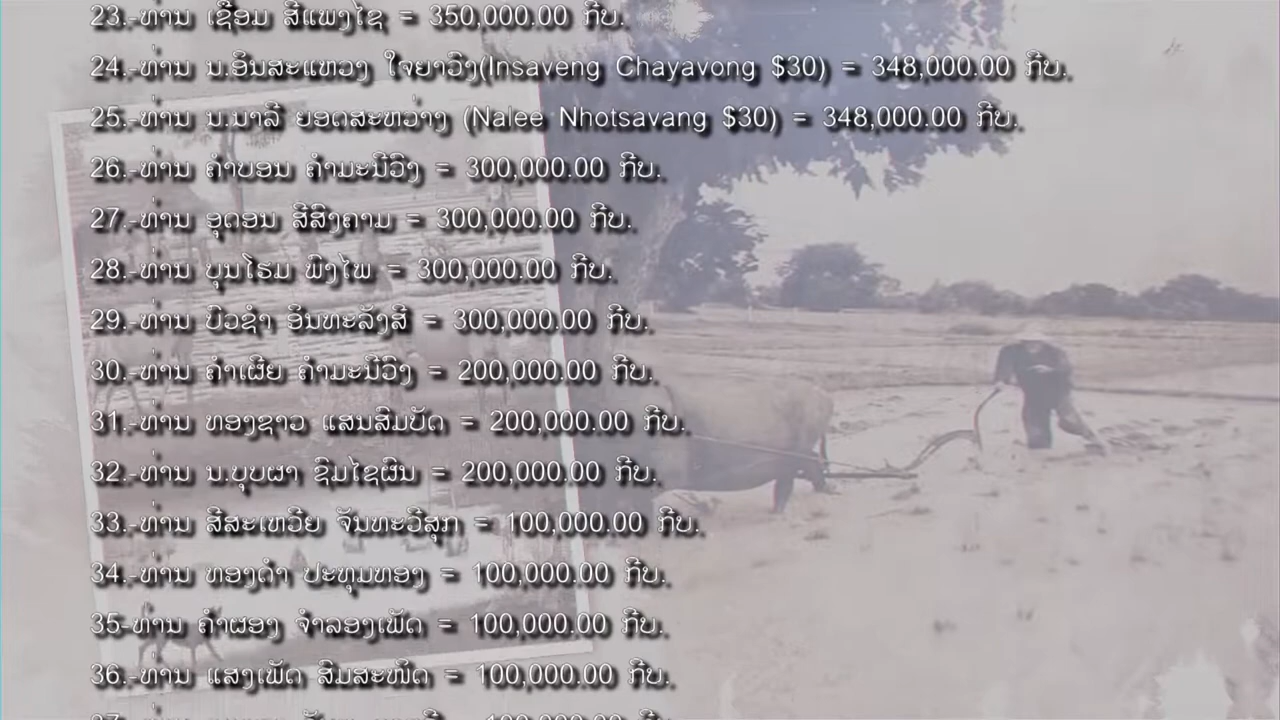 23.-ທ່ານ ເຊື່ອມ ສີແພງໄຊ = 350,000.00 ກີບ.
24.-ທ່ານ ນ.ອິນສະແຫວງ ໃຈຍາວົງ(Insaveng Chayavong $30) = 348,000.00 ກີບ.
25.-ທ່ານ ນ.ນາລີ ຍອດສະຫວ່າງ (Nalee Nhotsavang $30) = 348,000.00 ກີບ.
26.-ທ່ານ ຄຳບອນ ຄຳມະນີວົງ = 300,000.00 ກີບ.
27.-ທ່ານ ອຸດອນ ສີສົງຄາມ = 300,000.00 ກີບ.
28.-ທ່ານ ບຸນໂຮມ ພົງໄພ = 300,000.00 ກີບ.
29.-ທ່ານ ບົວຊຳ ອິນທະລັງສີ = 300,000.00 ກີບ.
30.-ທ່ານ ຄຳເຜີຍ ຄຳມະນີວົງ = 200,000.00 ກີບ.
31.-ທ່ານ ທອງຊາວ ແສນສົມບັດ = 200,000.00 ກີບ.
32.-ທ່ານ ນ.ບຸບຜາ ຊົມໄຊຜົນ = 200,000.00 ກີບ.
33.-ທ່ານ ສີສະເຫວີຍ ຈັນທະວີສຸກ = 100,000.00 ກີບ.
34.-ທ່ານ ທອງດຳ ປະທຸມທອງ = 100,000.00 ກີບ.
35-ທ່ານ ຄຳຜອງ ຈຳລອງເພັດ = 100,000.00 ກີບ.
36.-ທ່ານ ແສງເພັດ ສົມສະໜິດ = 100,000.00 ກີບ.